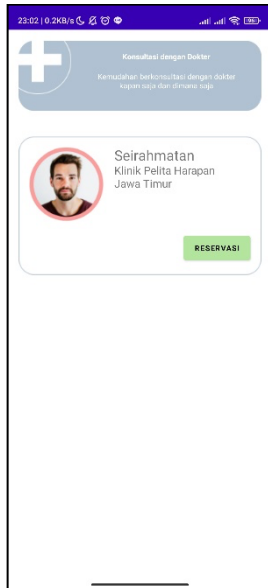 23:02 | 0.2KB/s
Konsultasi dengan Dokter
Kemudahan berkonsultasi dengan dokter
kapan saja dan dimana saja
Seirahmatan
Klinik Pelita Harapan
Jawa Timur
RESERVASI